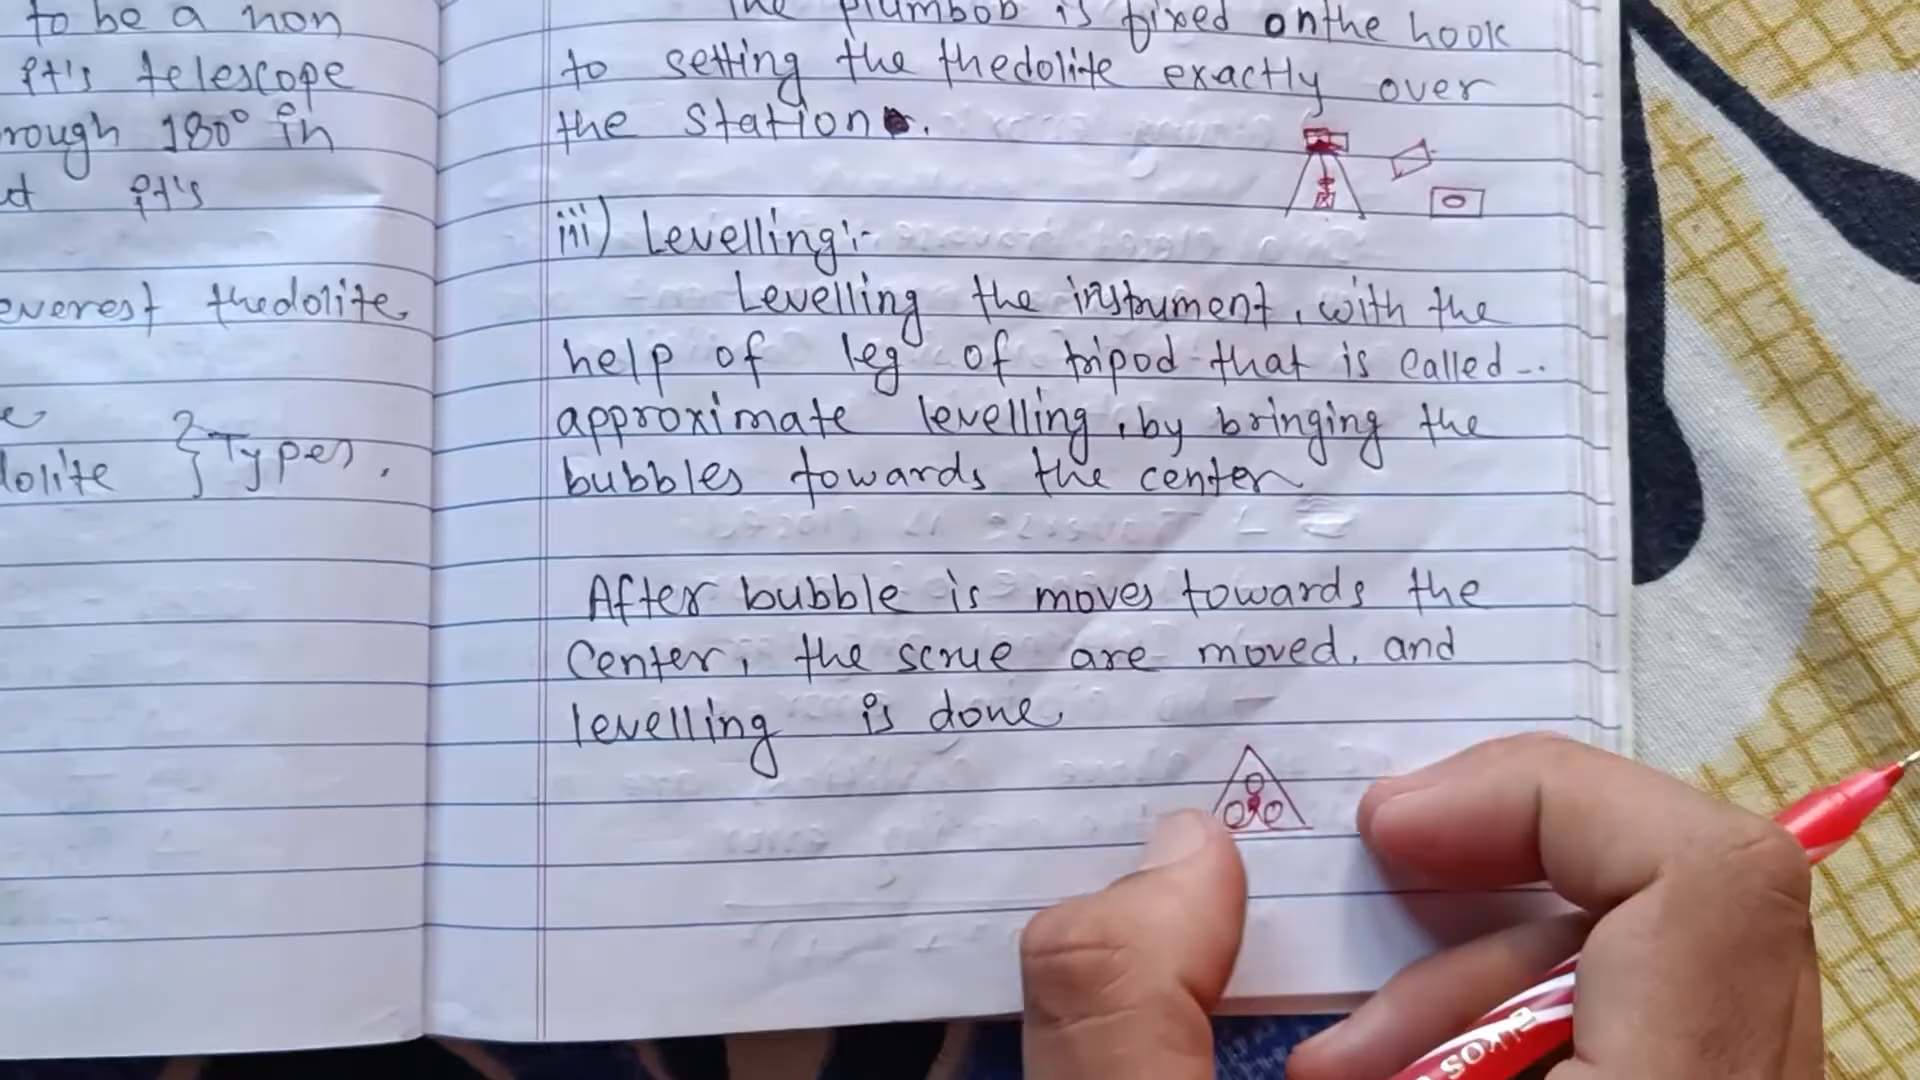 to be a non
it's telescope
rough 180° in
it's
everest thedolite.
dolite } Types.
The plumbob is fixed on the hook
to setting the thedolite exactly over
the station.
iii) Levelling:-
Levelling the instrument, with the
help of leg of tripod that is called -.
approximate levelling, by bringing the
bubbles towards the center
After bubble is moves towards the
Center, the scrue are moved, and
levelling is done.